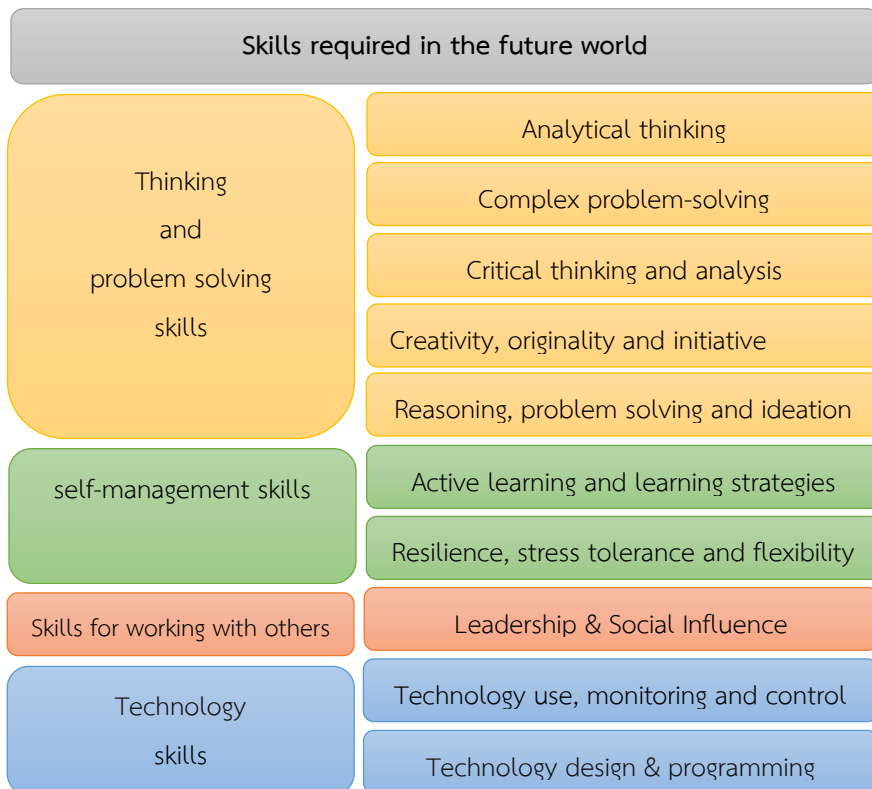 Skills required in the future world
Thinking
and
problem solving
skills
Analytical thinking
Complex problem-solving
Critical thinking and analysis
Creativity, originality and initiative
Reasoning, problem solving and ideation
self-management skills
Active learning and learning strategies
Resilience, stress tolerance and flexibility
Skills for working with others
Leadership & Social Influence
Technology
skills
Technology use, monitoring and control
Technology design & programming